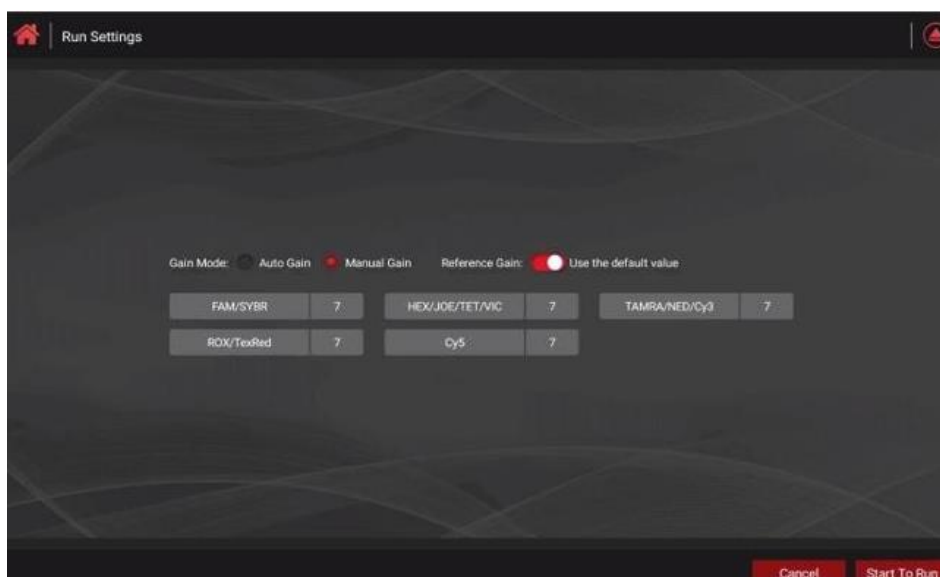 Run Settings
Gain Mode: Auto Gain Manual Gain Reference Gain: Use the default value
FAM/SYBR 7 HEX/JOE/TET/VIC 7 TAMRA/NED/Cy3 7
ROX/TexRed 7 Cy5 7
Cancel Start To Run